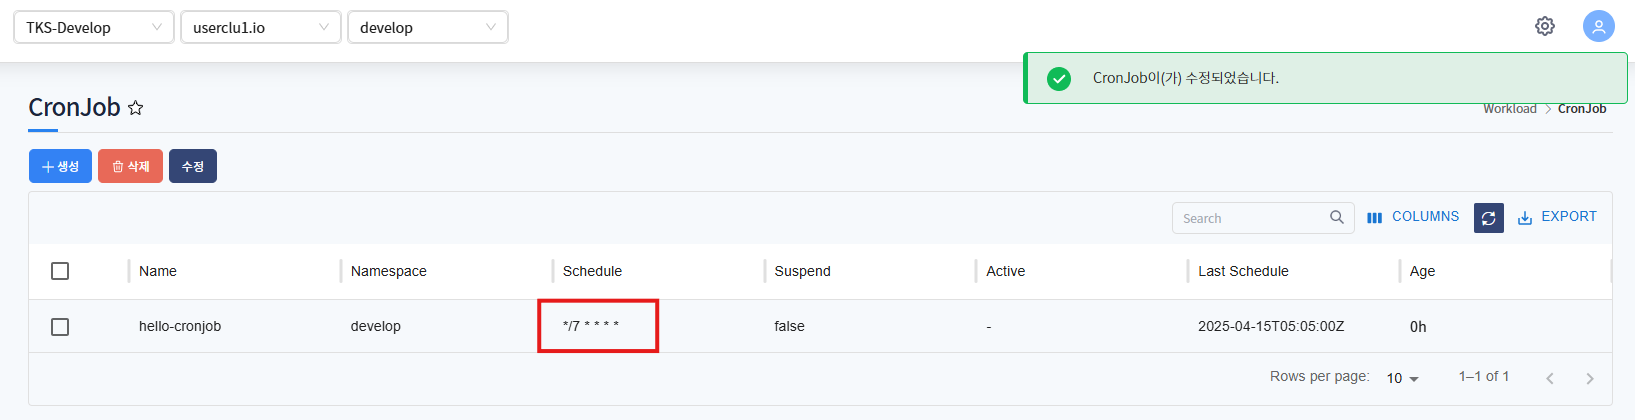 TKS-Develop userclu1.io develop
CronJob이(가) 수정되었습니다.
CronJob
Workload > CronJob
생성 삭제 수정
Search COLUMNS EXPORT
Name Namespace Schedule Suspend Active Last Schedule Age
hello-cronjob develop */7 * * * * false - 2025-04-15T05:05:00Z 0h
Rows per page: 10 1–1 of 1